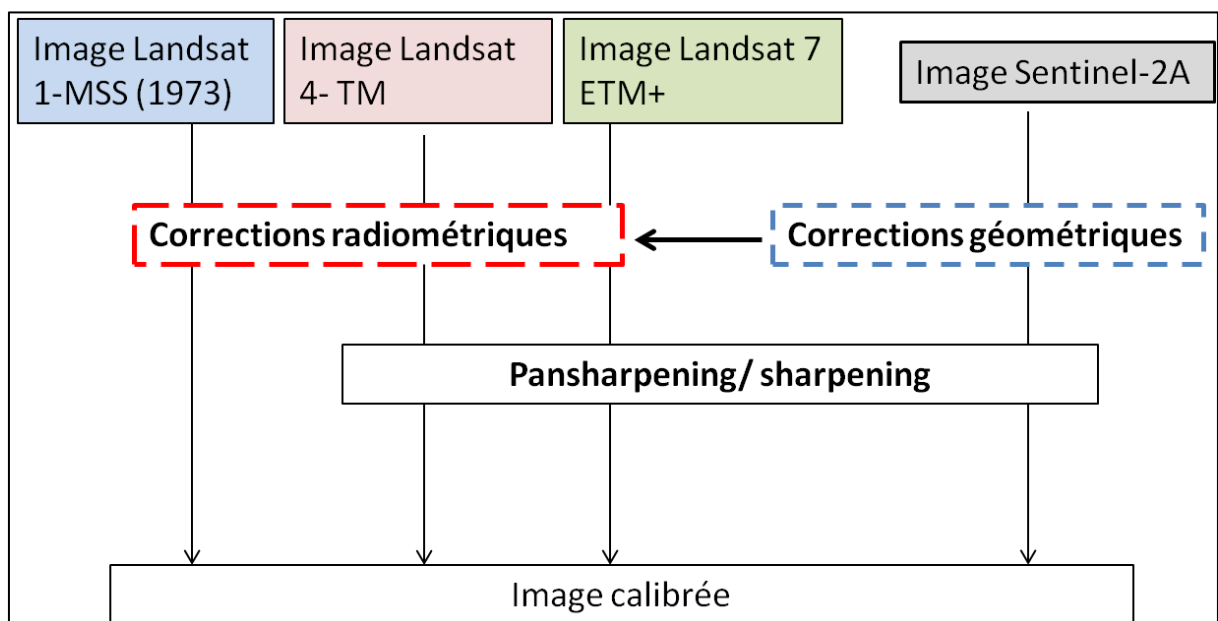 Image Landsat
1-MSS (1973)
Image Landsat
4- TM
Image Landsat 7
ETM+
Image Sentinel-2A
Corrections radiométriques
Corrections géométriques
Pansharpening/ sharpening
Image calibrée